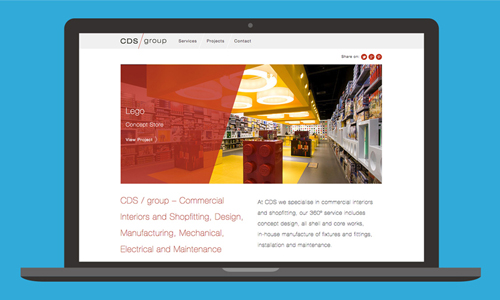 CDS / group
Services Projects Contact
Share on:
Lego
Concept Store
View Project
CDS / group – Commercial
Interiors and Shopfitting, Design,
Manufacturing, Mechanical,
Electrical and Maintenance
At CDS we specialise in commercial interiors
and shopfitting, our 360º service includes
concept design, all shell and core works,
in-house manufacture of fixtures and fittings,
installation and maintenance.